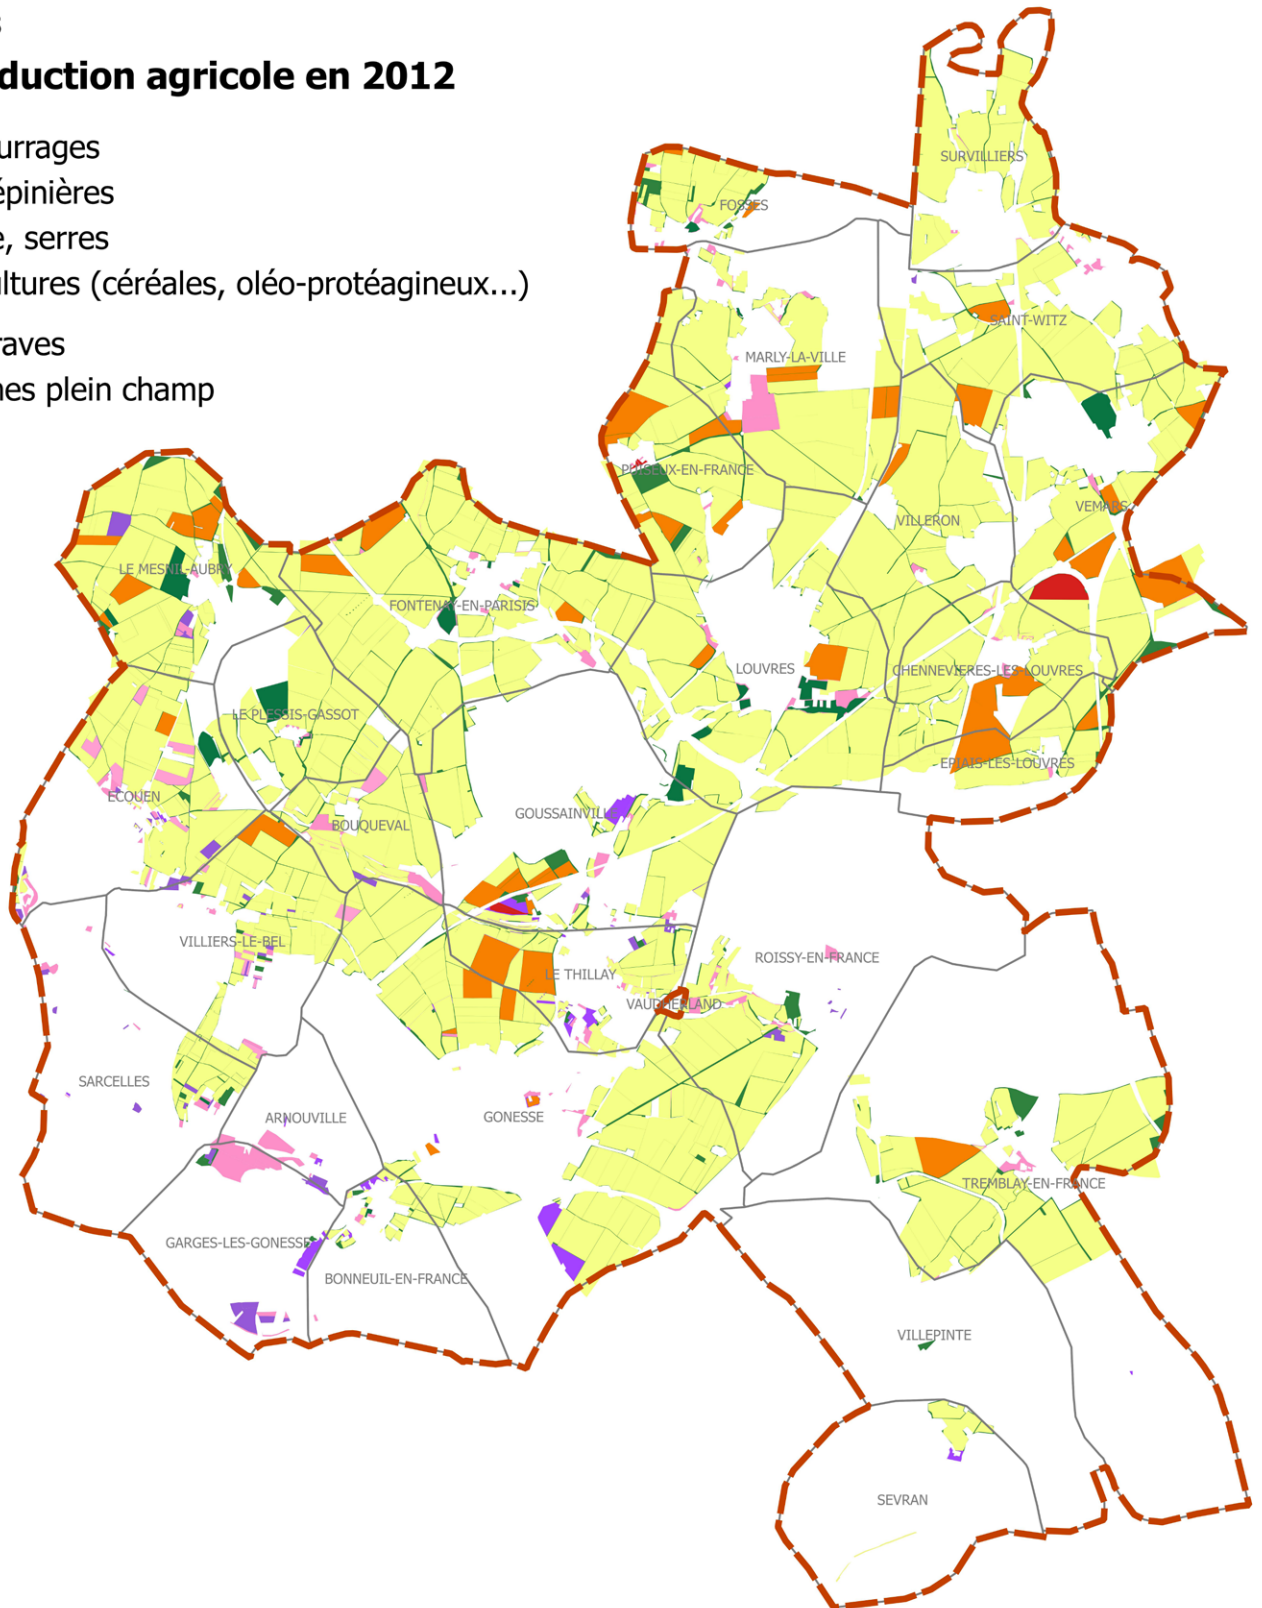 s
duction agricole en 2012
urrages
épinières
e, serres
ultures (céréales, oléo-protéagineux...)
raves
nes plein champ
SURVILLIERS
FOSSES
SAINT-WITZ
MARLY-LA-VILLE
PUISEUX-EN-FRANCE
VEMARS
VILLERON
LE MESNIL-AUBRY
FONTENAY-EN-PARISIS
LOUVRES
CHENNEVIERES-LES-LOUVRES
LE PLESSIS-GASSOT
EPIAIS-LES-LOUVRES
ECOUEN
GOUSSAINVILLE
BOUQUEVAL
VILLIERS-LE-BEL
ROISSY-EN-FRANCE
LE THILLAY
VAUDHERLAND
SARCELLES
ARNOUVILLE
GONESSE
TREMBLAY-EN-FRANCE
GARGES-LES-GONESSE
BONNEUIL-EN-FRANCE
VILLEPINTE
SEVRAN